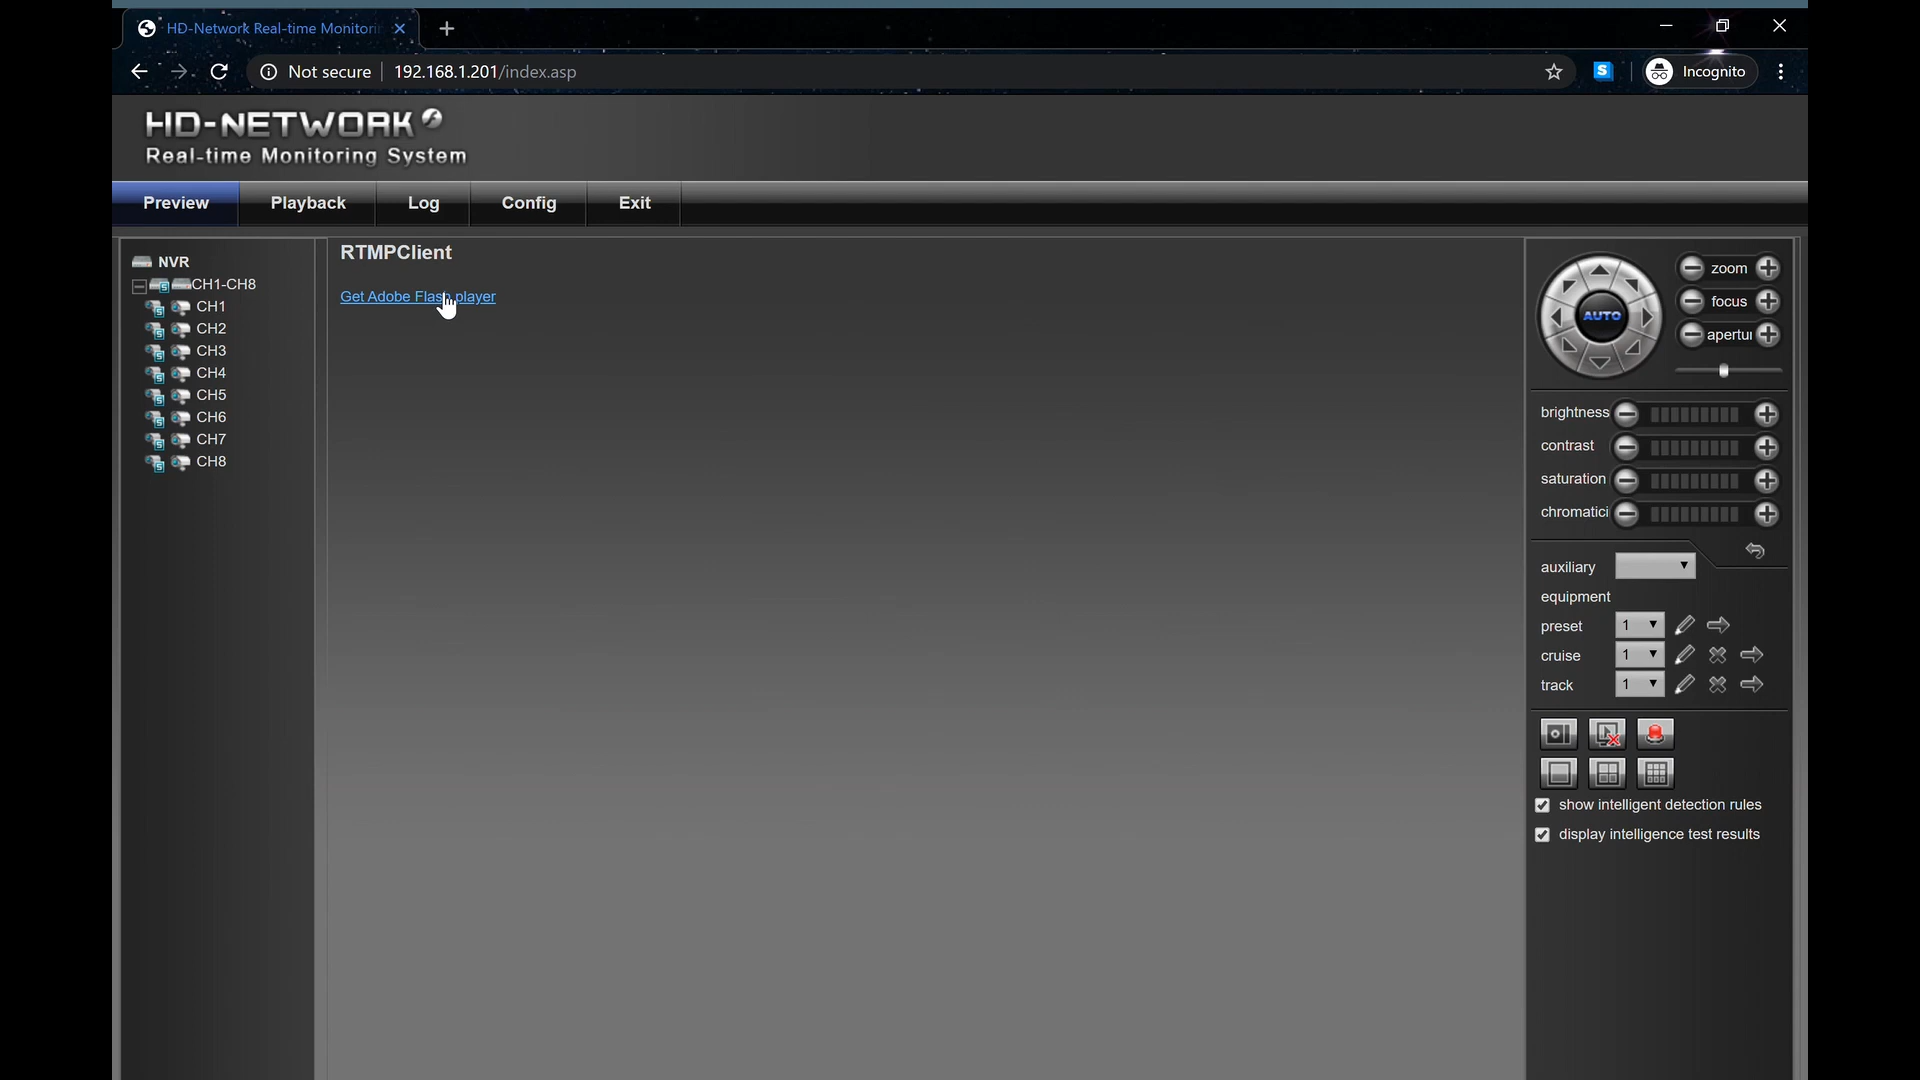 HD-Network Real-time Monitorin
Not secure
192.168.1.201/index.asp
S
Incognito
HD-NETWORK
Real-time Monitoring System
Preview
Playback
Log
Config
Exit
NVR
CH1-CH8
CH1
CH2
CH3
CH4
CH5
CH6
CH7
CH8
RTMPClient
Get Adobe Flash player
zoom
focus
apertui
AUTO
brightness
contrast
saturation
chromatici
auxiliary
equipment
preset 1
cruise 1
track 1
show intelligent detection rules
display intelligence test results